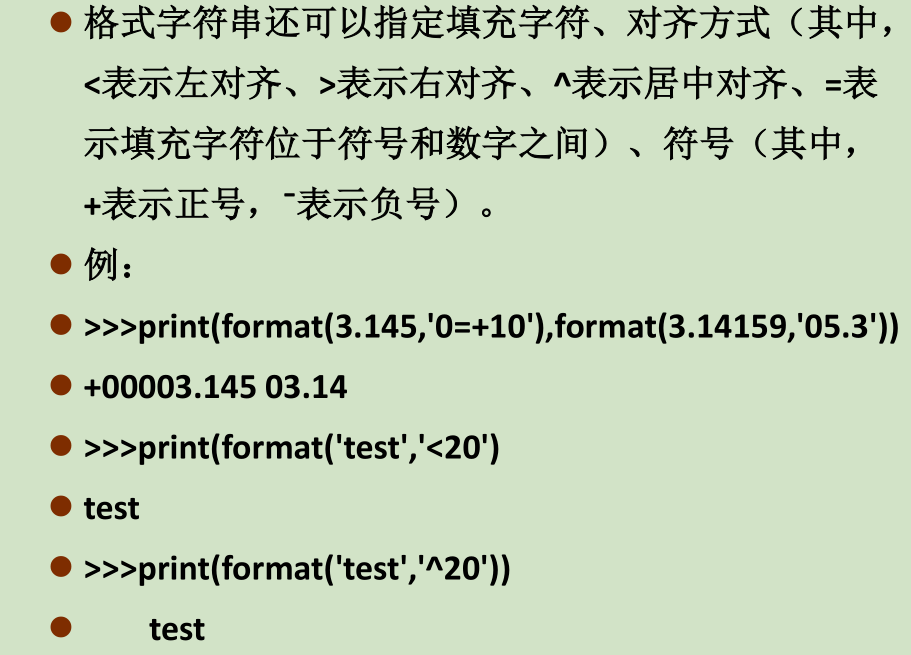 格式字符串还可以指定填充字符、对齐方式（其中，
<表示左对齐、>表示右对齐、^表示居中对齐、=表
示填充字符位于符号和数字之间）、符号（其中，
+表示正号，-表示负号）。
例：
>>>print(format(3.145,'0=+10'),format(3.14159,'05.3'))
+00003.145 03.14
>>>print(format('test','<20')
test
>>>print(format('test','^20'))
test